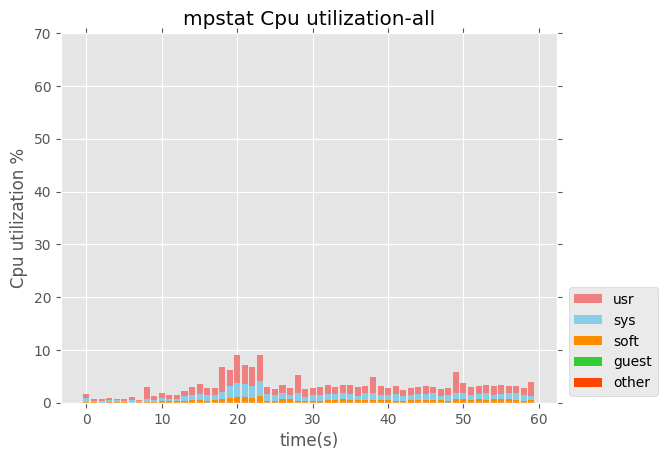 mpstat Cpu utilization-all
70
60
50
40
30
20
10
0
Cpu utilization %
0 10 20 30 40 50 60
time(s)
usr
sys
soft
guest
other